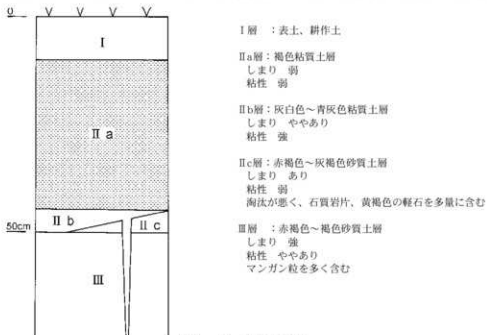 0
Ⅰ
Ⅱ a
50cm
Ⅱ b
Ⅱ c
Ⅲ
Ⅰ層 ：表土、耕作土
Ⅱa層：褐色粘質土層
しまり 弱
粘性 弱
Ⅱb層：灰白色～青灰色粘質土層
しまり ややあり
粘性 強
Ⅱc層：赤褐色～灰褐色砂質土層
しまり あり
粘性 弱
淘汰が悪く、石質岩片、黄褐色の軽石を多量に含む
Ⅲ層 ：赤褐色～褐色砂質土層
しまり 強
粘性 ややあり
マンガン粒を多く含む